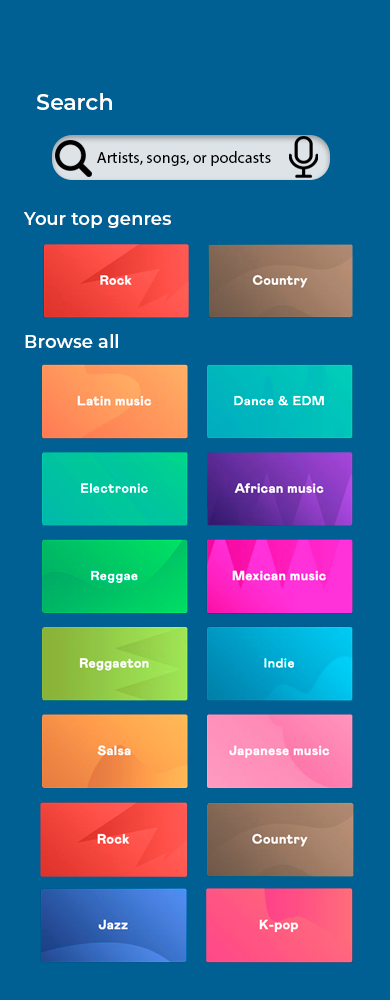 Search
Artists, songs, or podcasts
Your top genres
Rock
Country
Browse all
Latin music
Dance & EDM
Electronic
African music
Reggae
Mexican music
Reggaeton
Indie
Salsa
Japanese music
Rock
Country
Jazz
K-pop